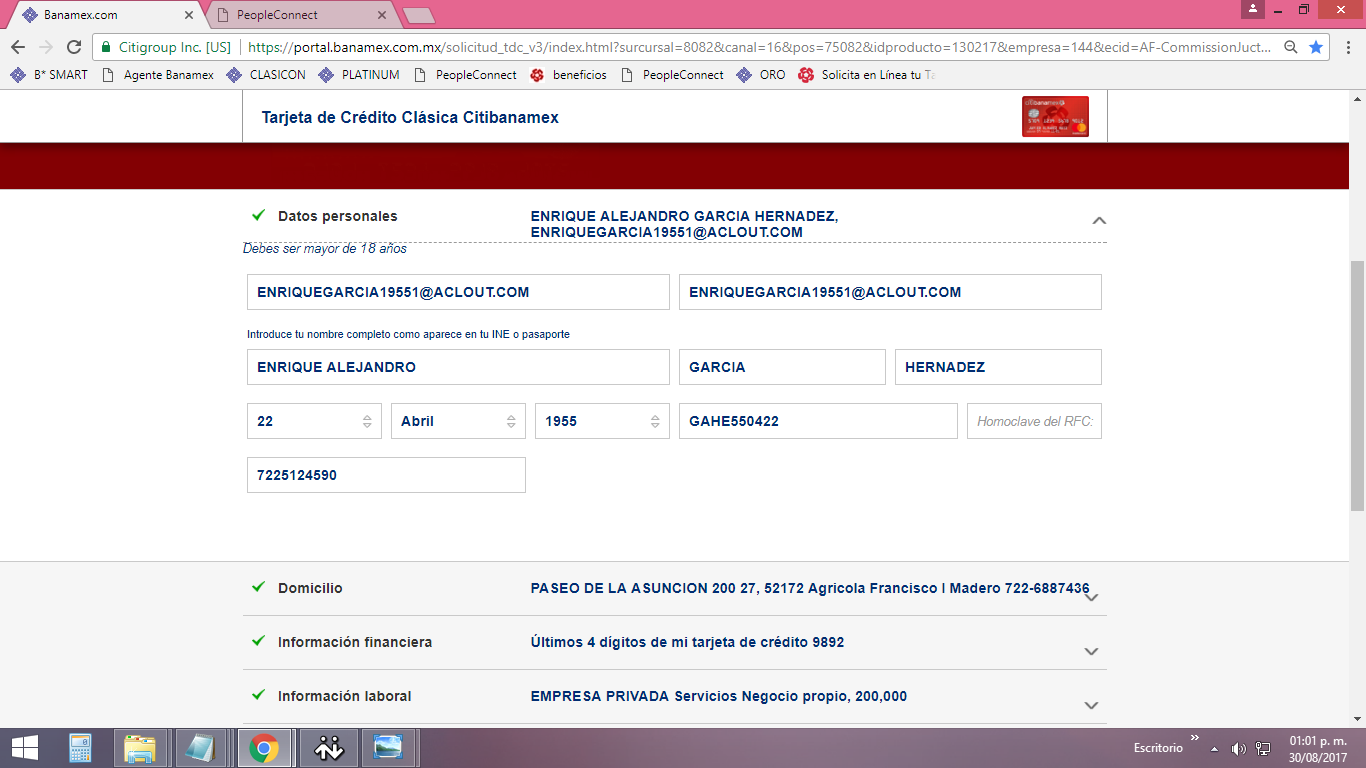 Banamex.com
PeopleConnect
Citigroup Inc. [US]
https://portal.banamex.com.mx/solicitud_tdc_v3/index.html?surcursal=8082&canal=16&pos=75082&idproducto=130217&empresa=144&ecid=AF-CommissionJuct...
B* SMART Agente Banamex CLASICON PLATINUM PeopleConnect beneficios PeopleConnect ORO Solicita en Línea tu Ta
Tarjeta de Crédito Clásica Citibanamex
Datos personales ENRIQUE ALEJANDRO GARCIA HERNADEZ,
ENRIQUEGARCIA19551@ACLOUT.COM
Debes ser mayor de 18 años
ENRIQUEGARCIA19551@ACLOUT.COM ENRIQUEGARCIA19551@ACLOUT.COM
Introduce tu nombre completo como aparece en tu INE o pasaporte
ENRIQUE ALEJANDRO GARCIA HERNADEZ
22 Abril 1955 GAHE550422 Homoclave del RFC:
7225124590
Domicilio PASEO DE LA ASUNCION 200 27, 52172 Agricola Francisco I Madero 722-6887436
Información financiera Últimos 4 dígitos de mi tarjeta de crédito 9892
Información laboral EMPRESA PRIVADA Servicios Negocio propio, 200,000
Escritorio
01:01 p. m.
30/08/2017